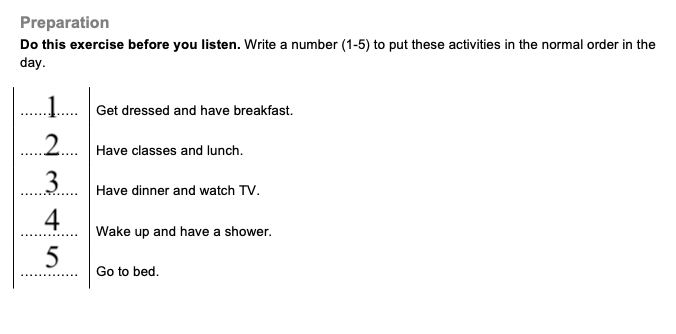 Preparation
Do this exercise before you listen. Write a number (1-5) to put these activities in the normal order in the
day.
......1..... Get dressed and have breakfast.
.....2.... Have classes and lunch.
......3...... Have dinner and watch TV.
4 ............. Wake up and have a shower.
5 ............. Go to bed.